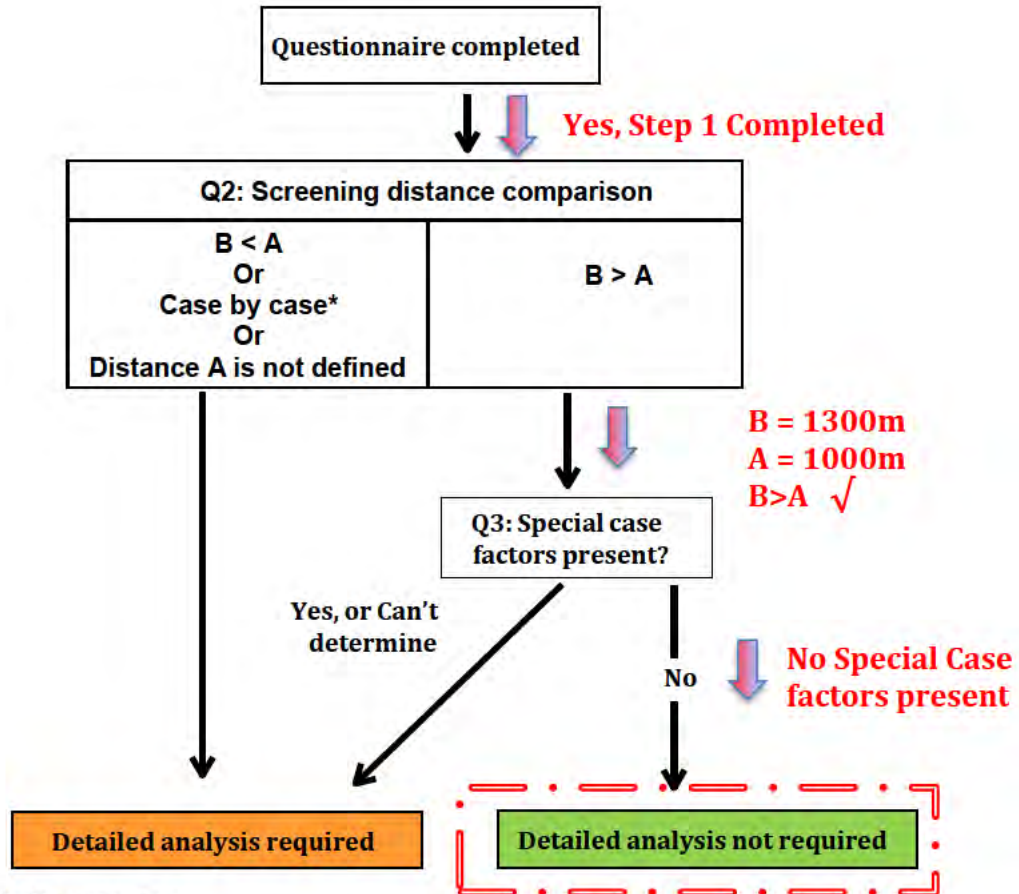 Questionnaire completed
Yes, Step 1 Completed
Q2: Screening distance comparison
B < A
Or
Case by case*
Or
Distance A is not defined
B > A
B = 1300m
A = 1000m
B>A √
Q3: Special case
factors present?
Yes, or Can't
determine
No
No Special Case
factors present
Detailed analysis required
Detailed analysis not required